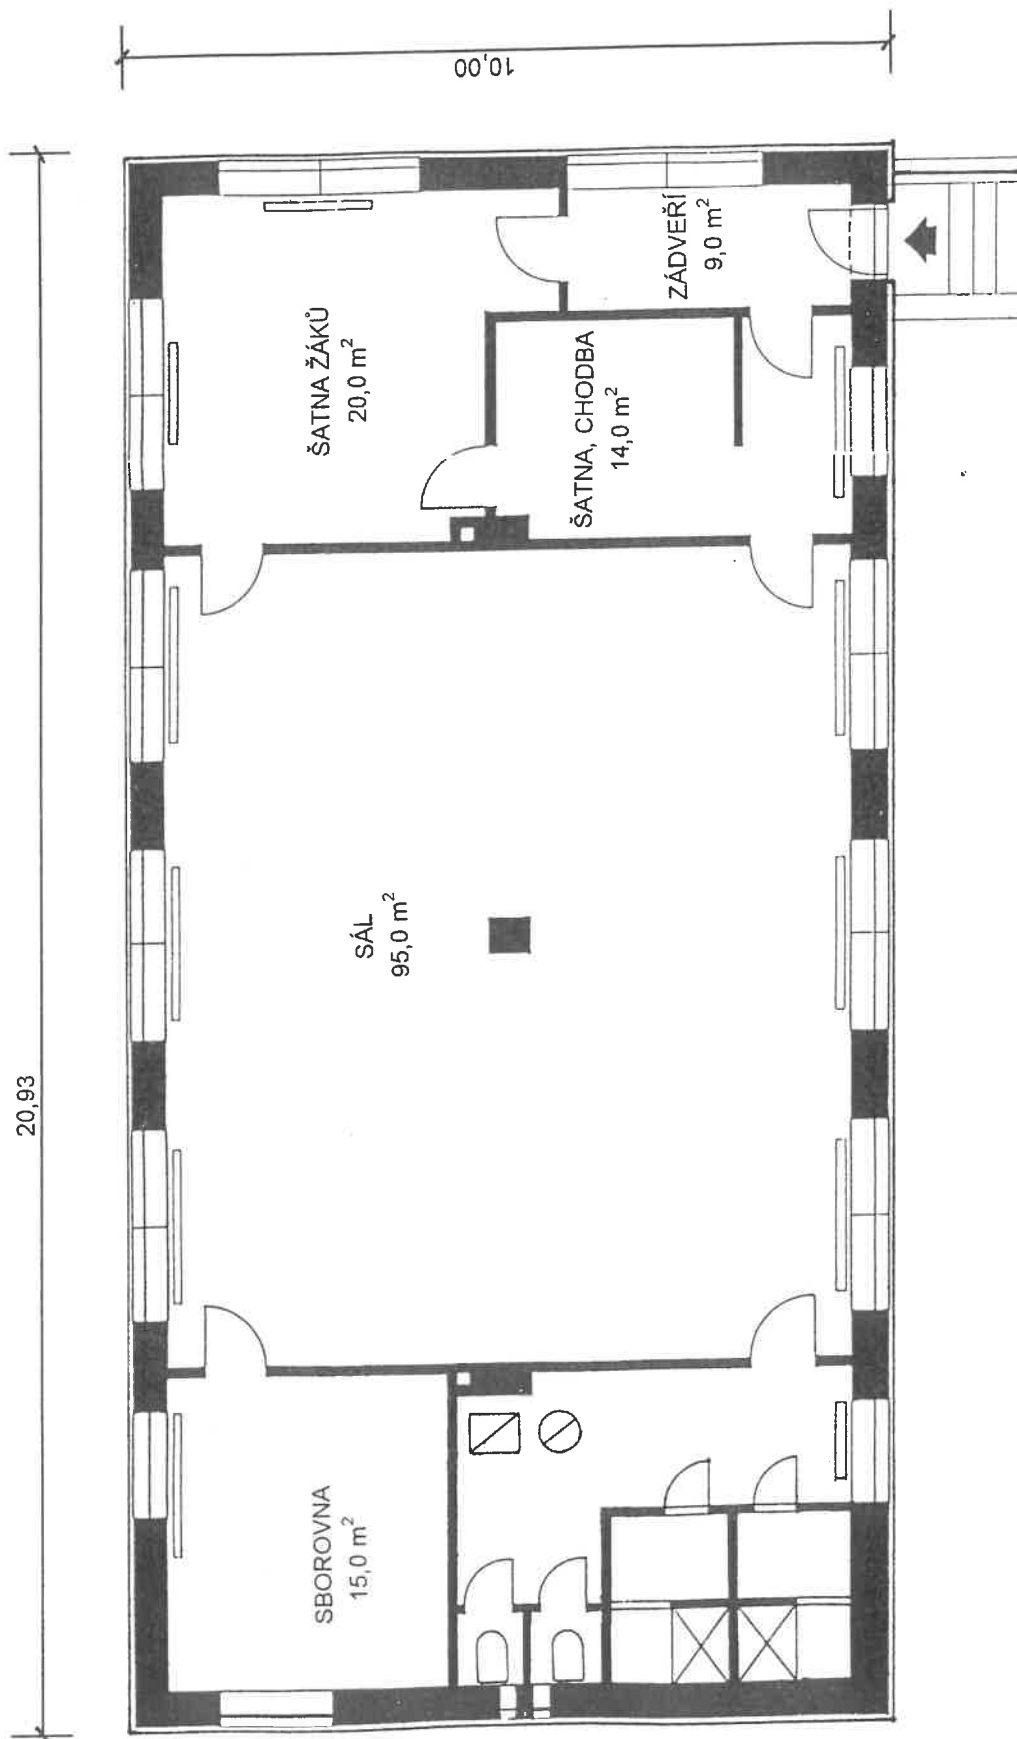 10,00
20,93
ŠATNA ŽÁKŮ
20,0 m²
ZÁDVEŘÍ
9,0 m²
ŠATNA, CHODBA
14,0 m²
SÁL
95,0 m²
SBOROVNA
15,0 m²